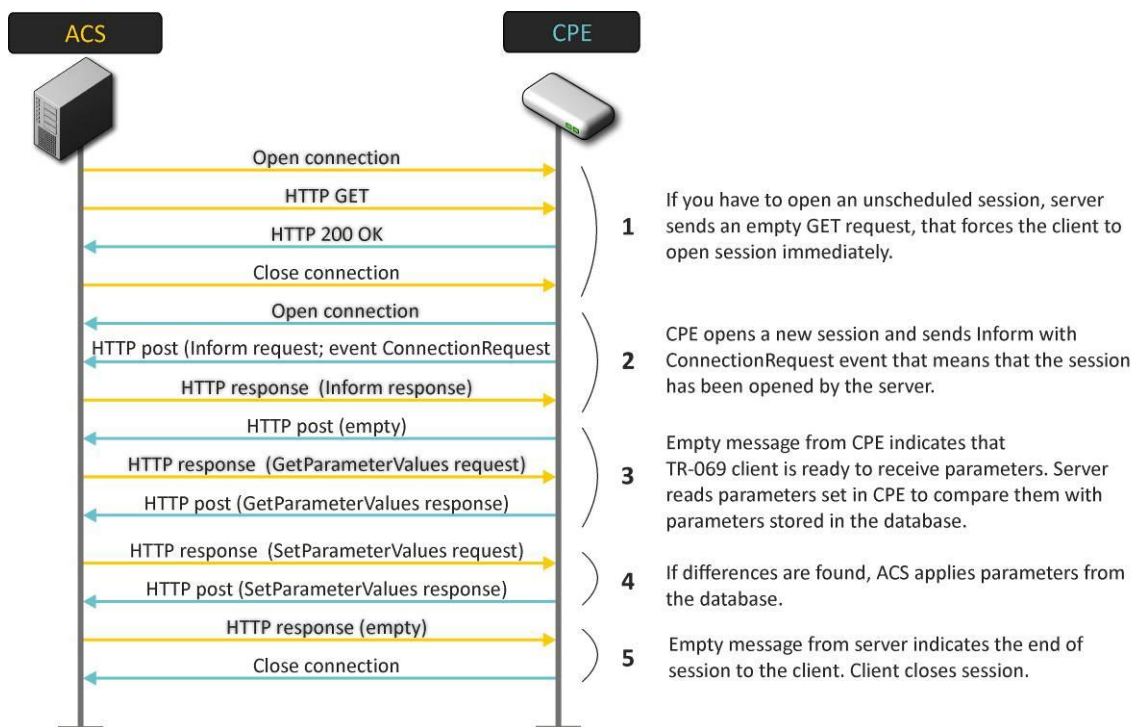 ACS
CPE
Open connection
HTTP GET
HTTP 200 OK
Close connection
1
If you have to open an unscheduled session, server
sends an empty GET request, that forces the client to
open session immediately.
Open connection
HTTP post (Inform request; event ConnectionRequest
HTTP response (Inform response)
2
CPE opens a new session and sends Inform with
ConnectionRequest event that means that the session
has been opened by the server.
HTTP post (empty)
HTTP response (GetParameterValues request)
HTTP post (GetParameterValues response)
3
Empty message from CPE indicates that
TR-069 client is ready to receive parameters. Server
reads parameters set in CPE to compare them with
parameters stored in the database.
HTTP response (SetParameterValues request)
HTTP post (SetParameterValues response)
4
If differences are found, ACS applies parameters from
the database.
HTTP response (empty)
Close connection
5
Empty message from server indicates the end of
session to the client. Client closes session.